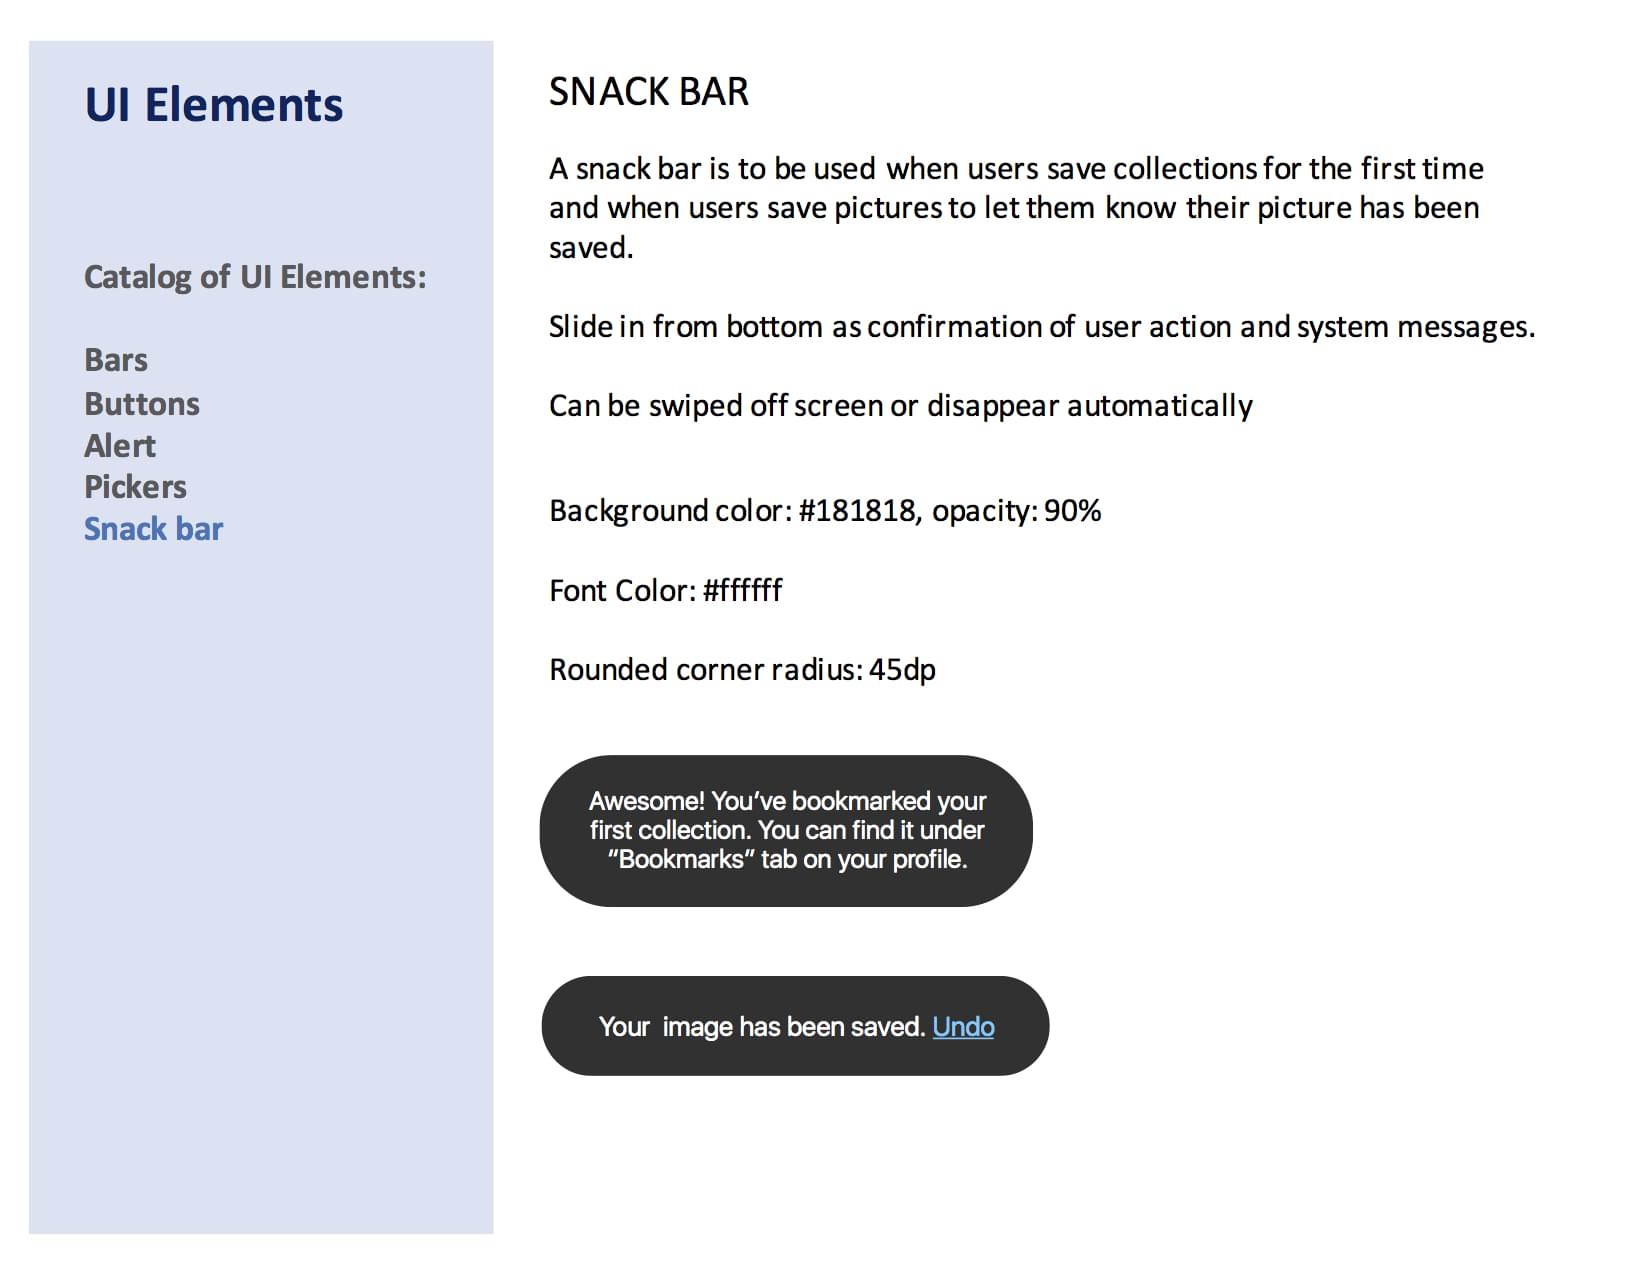 UI Elements
Catalog of UI Elements:
Bars
Buttons
Alert
Pickers
Snack bar
SNACK BAR
A snack bar is to be used when users save collections for the first time
and when users save pictures to let them know their picture has been
saved.
Slide in from bottom as confirmation of user action and system messages.
Can be swiped off screen or disappear automatically
Background color: #181818, opacity: 90%
Font Color: #ffffff
Rounded corner radius: 45dp
Awesome! You’ve bookmarked your
first collection. You can find it under
“Bookmarks” tab on your profile.
Your  image has been saved. Undo